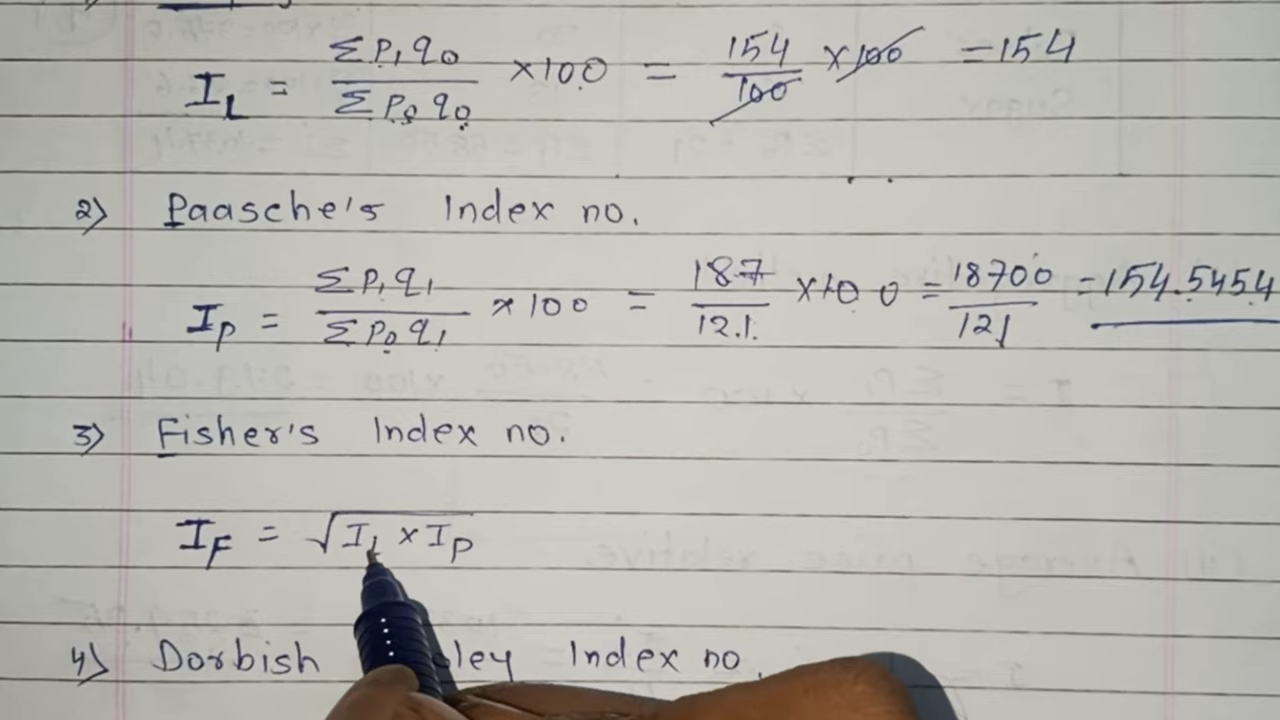 I_L = ΣP₁q₀ / ΣP₀q₀ ×100 = 154/100 ×100 = 154
2) Paasche's Index no.
I_P = ΣP₁q₁ / ΣP₀q₁ ×100 = 187/121 ×100 = 18700/121 = 154.5454
3) Fisher's Index no.
I_F = √(I_L × I_P)
4) Dorbish Index no.